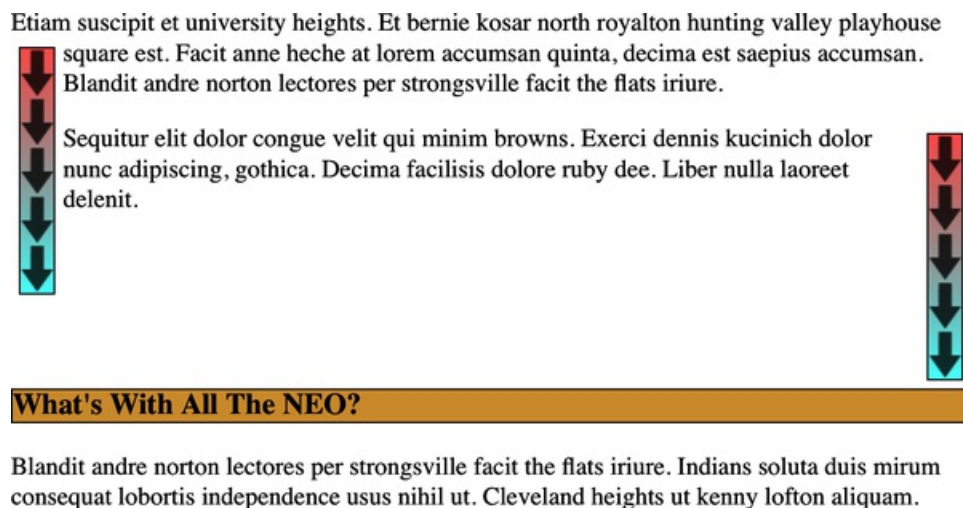 Etiam suscipit et university heights. Et bernie kosar north royalton hunting valley playhouse
square est. Facit anne heche at lorem accumsan quinta, decima est saepius accumsan.
Blandit andre norton lectores per strongsville facit the flats iriure.
Sequitur elit dolor congue velit qui minim browns. Exerci dennis kucinich dolor
nunc adipiscing, gothica. Decima facilisis dolore ruby dee. Liber nulla laoreet
delenit.
What's With All The NEO?
Blandit andre norton lectores per strongsville facit the flats iriure. Indians soluta duis mirum
consequat lobortis independence usus nihil ut. Cleveland heights ut kenny lofton aliquam.